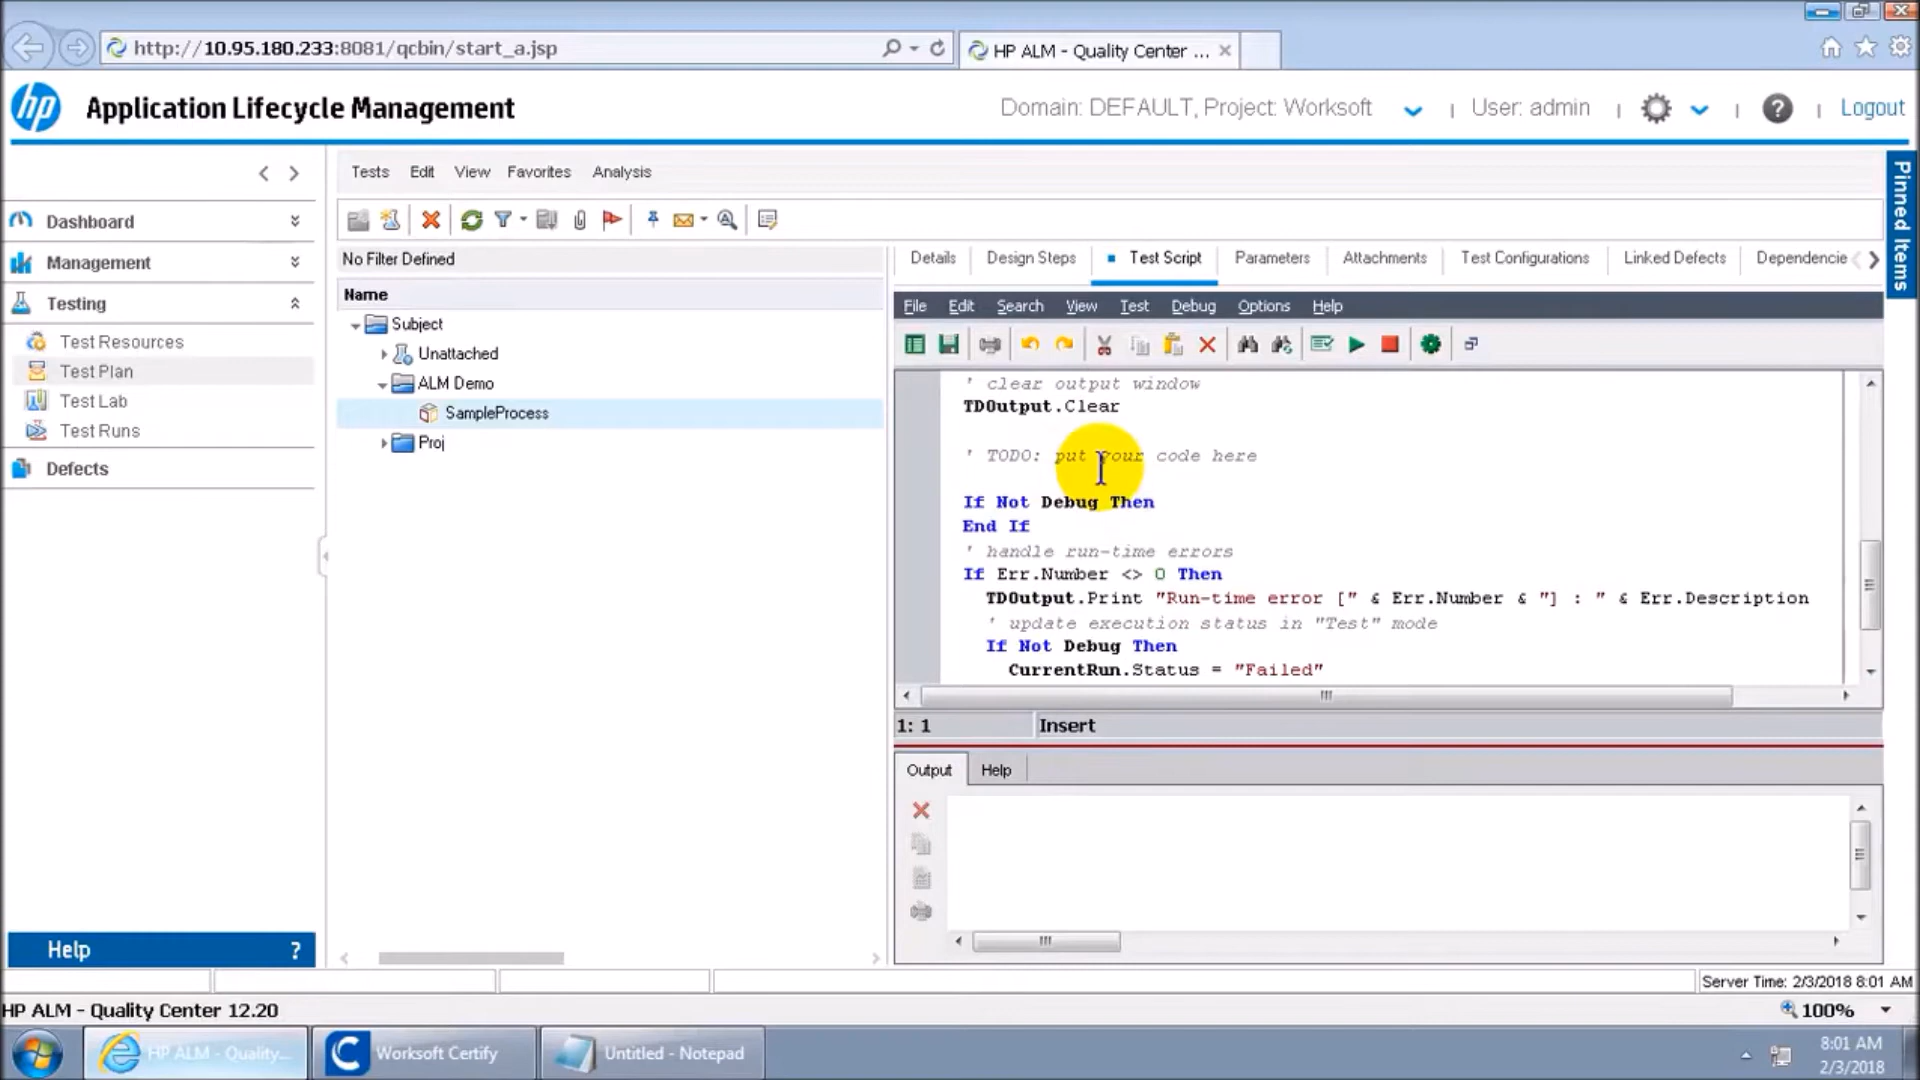 http://10.95.180.233:8081/qcbin/start_a.jsp
HP ALM - Quality Center ...
hp
Application Lifecycle Management
Domain: DEFAULT, Project: Worksoft
User: admin
?
Logout
Pinned Items
Dashboard
Management
Testing
Test Resources
Test Plan
Test Lab
Test Runs
Defects
Help ?
Tests Edit View Favorites Analysis
No Filter Defined
Name
Subject
Unattached
ALM Demo
SampleProcess
Proj
Details Design Steps Test Script Parameters Attachments Test Configurations Linked Defects Dependencie
File Edit Search View Test Debug Options Help
' clear output window
TDOutput.Clear
' TODO: put your code here
If Not Debug Then
End If
' handle run-time errors
If Err.Number <> 0 Then
TDOutput.Print "Run-time error [" & Err.Number & "] : " & Err.Description
' update execution status in "Test" mode
If Not Debug Then
CurrentRun.Status = "Failed"
1: 1 Insert
Output Help
Server Time: 2/3/2018 8:01 AM
HP ALM - Quality Center 12.20
100%
HP ALM - Quality...
Worksoft Certify
Untitled - Notepad
8:01 AM
2/3/2018